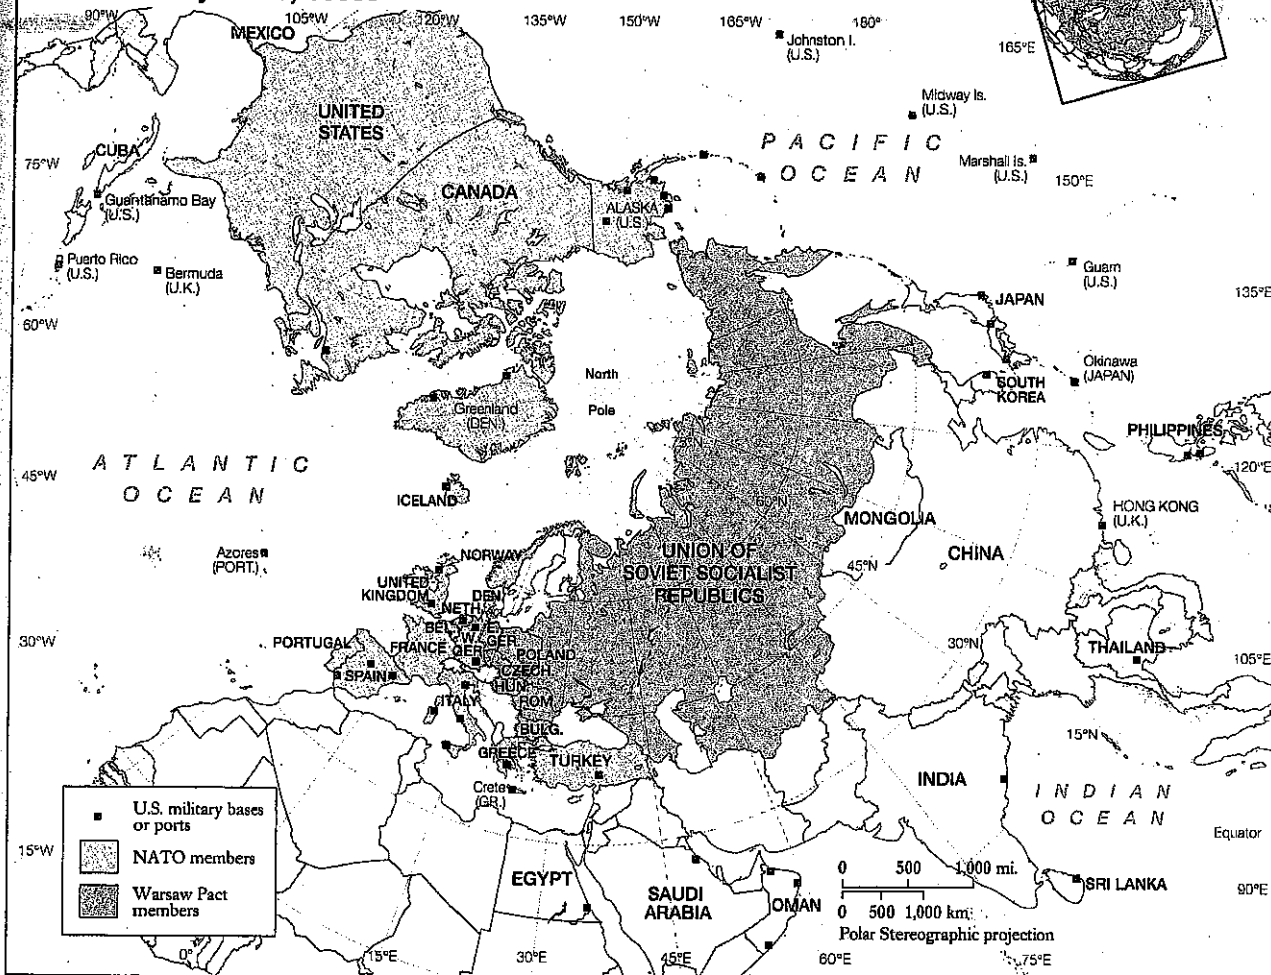 90°W
105°W
120°W
135°W
150°W
165°W
180°
165°E
MEXICO
Johnston I.
(U.S.)
Midway Is.
(U.S.)
UNITED
STATES
PACIFIC
OCEAN
CUBA
75°W
Marshall Is.
(U.S.)
150°E
CANADA
Guantanamo Bay
(U.S.)
ALASKA
(U.S.)
Puerto Rico
(U.S.)
Bermuda
(U.K.)
Guam
(U.S.)
135°E
JAPAN
60°W
North
Pole
Okinawa
(JAPAN)
SOUTH
KOREA
Greenland
(DEN.)
PHILIPPINES
75°N
ATLANTIC
OCEAN
45°W
120°E
ICELAND
60°N
MONGOLIA
HONG KONG
(U.K.)
Azores
(PORT.)
NORWAY
UNION OF
SOVIET SOCIALIST
REPUBLICS
CHINA
45°N
UNITED
KINGDOM
DEN.
NETH.
BEL.
E.
GER.
W.
GER.
30°W
PORTUGAL
FRANCE
POLAND
CZECH.
HUN.
30°N
THAILAND
105°E
SPAIN
ITALY
ROM.
BULG.
GREECE
TURKEY
15°N
Crete
(GR.)
INDIA
INDIAN
OCEAN
Equator
U.S. military bases
or ports
NATO members
Warsaw Pact
members
15°W
EGYPT
SAUDI
ARABIA
OMAN
0 500 1,000 mi.
0 500 1,000 km
Polar Stereographic projection
SRI LANKA
90°E
0°
15°E
30°E
45°E
60°E
75°E